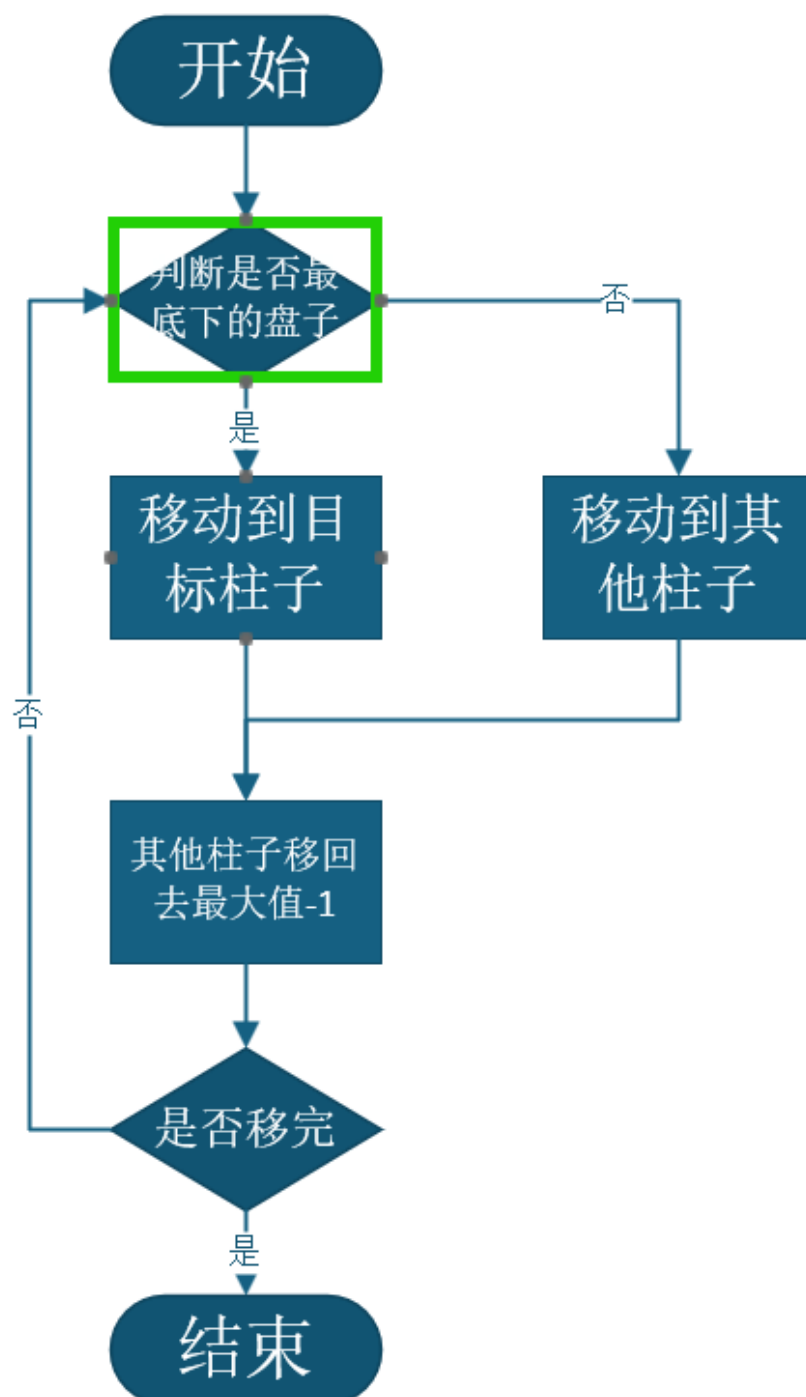 开始
判断是否最
底下的盘子
否
是
移动到目
标柱子
移动到其
他柱子
否
其他柱子移回
去最大值-1
是否移完
是
结束